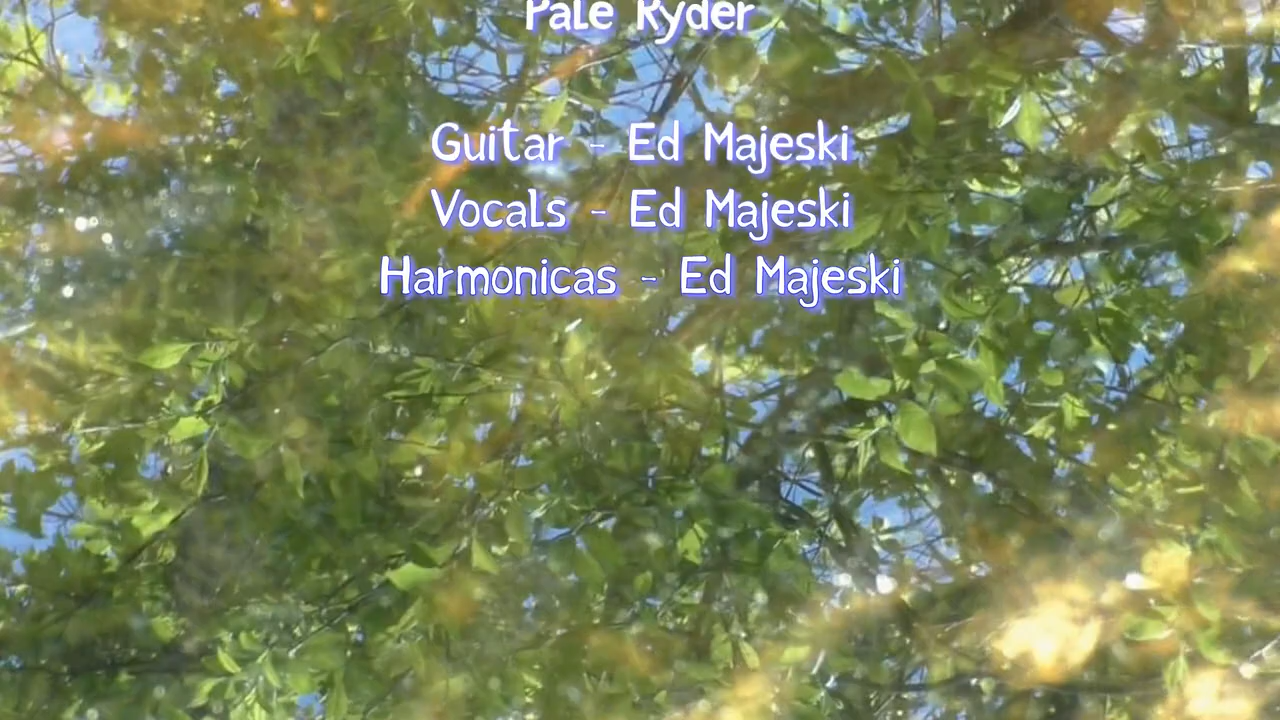 Pale Ryder
Guitar - Ed Majeski
Vocals - Ed Majeski
Harmonicas - Ed Majeski